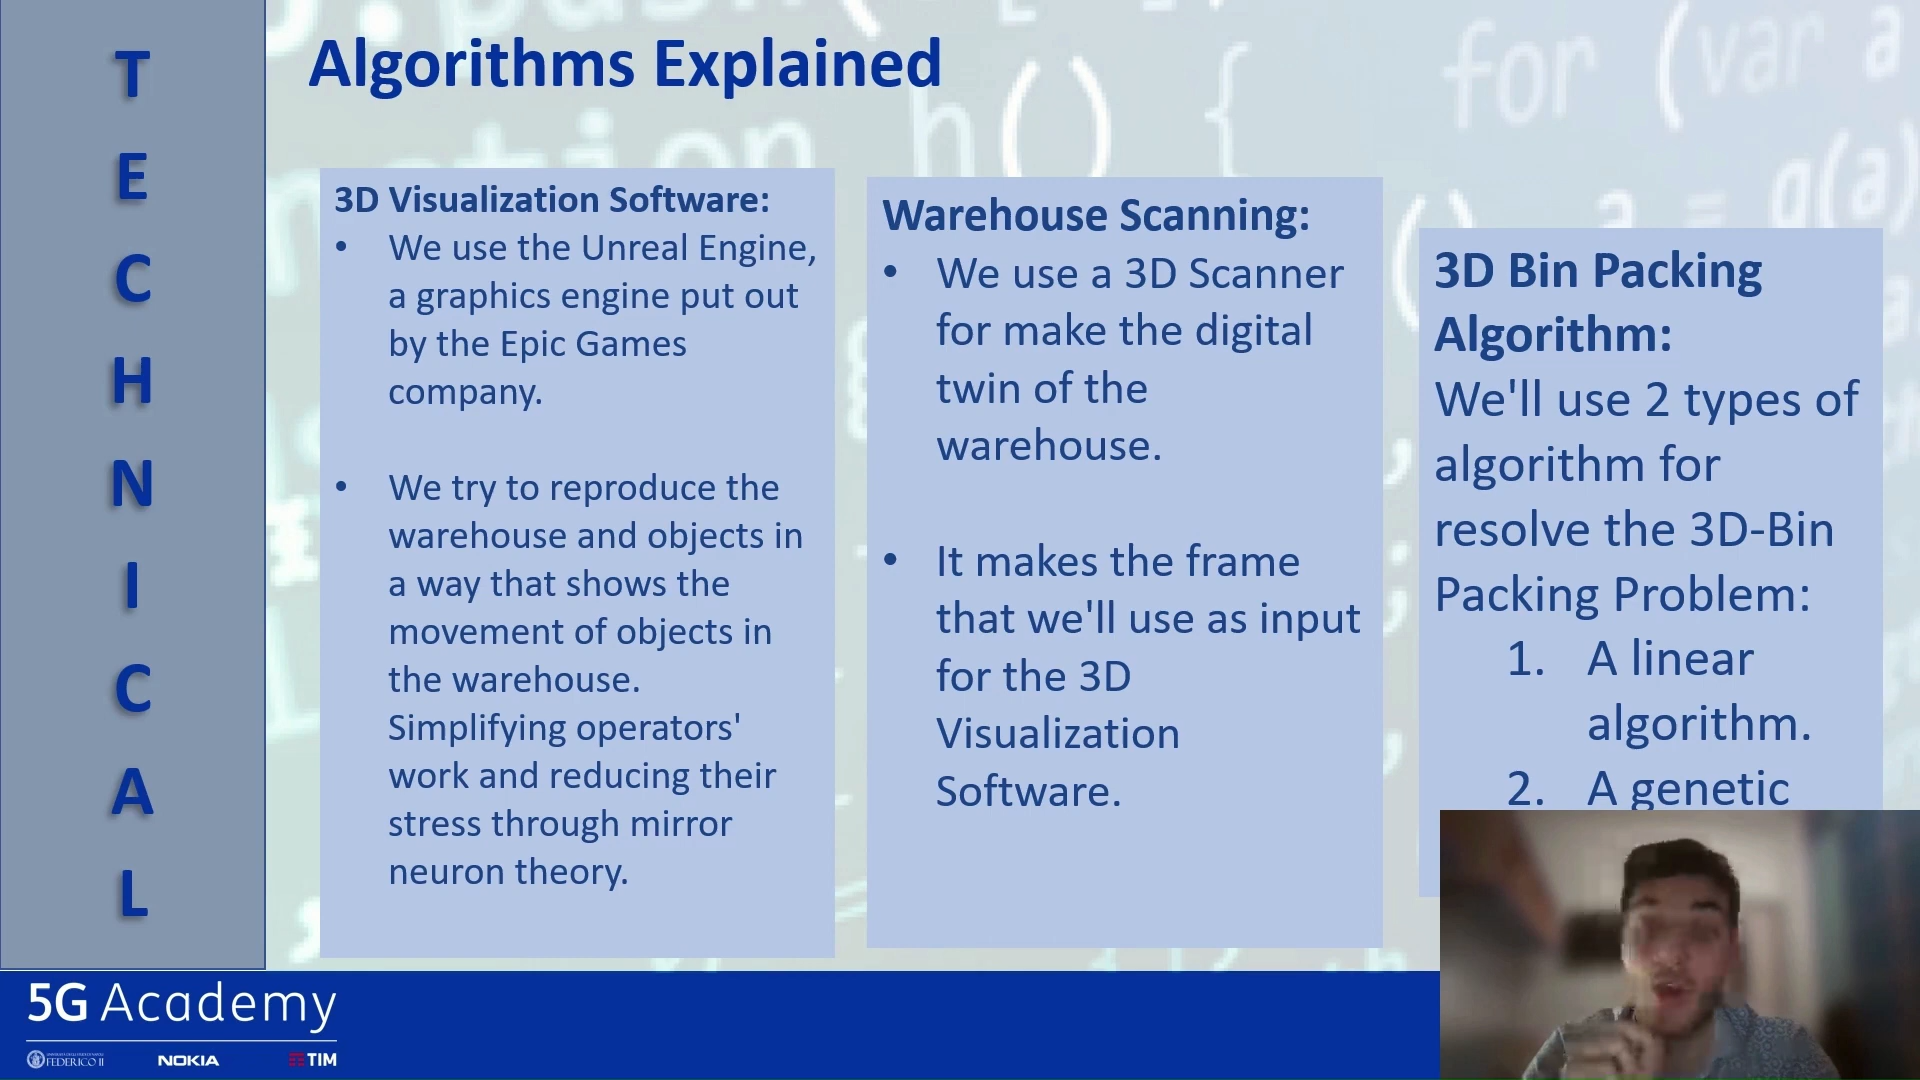 TECHNICAL
Algorithms Explained
3D Visualization Software:
• We use the Unreal Engine,
a graphics engine put out
by the Epic Games
company.
• We try to reproduce the
warehouse and objects in
a way that shows the
movement of objects in
the warehouse.
Simplifying operators'
work and reducing their
stress through mirror
neuron theory.
Warehouse Scanning:
• We use a 3D Scanner
for make the digital
twin of the
warehouse.
• It makes the frame
that we'll use as input
for the 3D
Visualization
Software.
3D Bin Packing
Algorithm:
We'll use 2 types of
algorithm for
resolve the 3D-Bin
Packing Problem:
1. A linear
algorithm.
2. A genetic
for (var a
h() {
g(a)
5G Academy
FEDERICO II
NOKIA
TIM